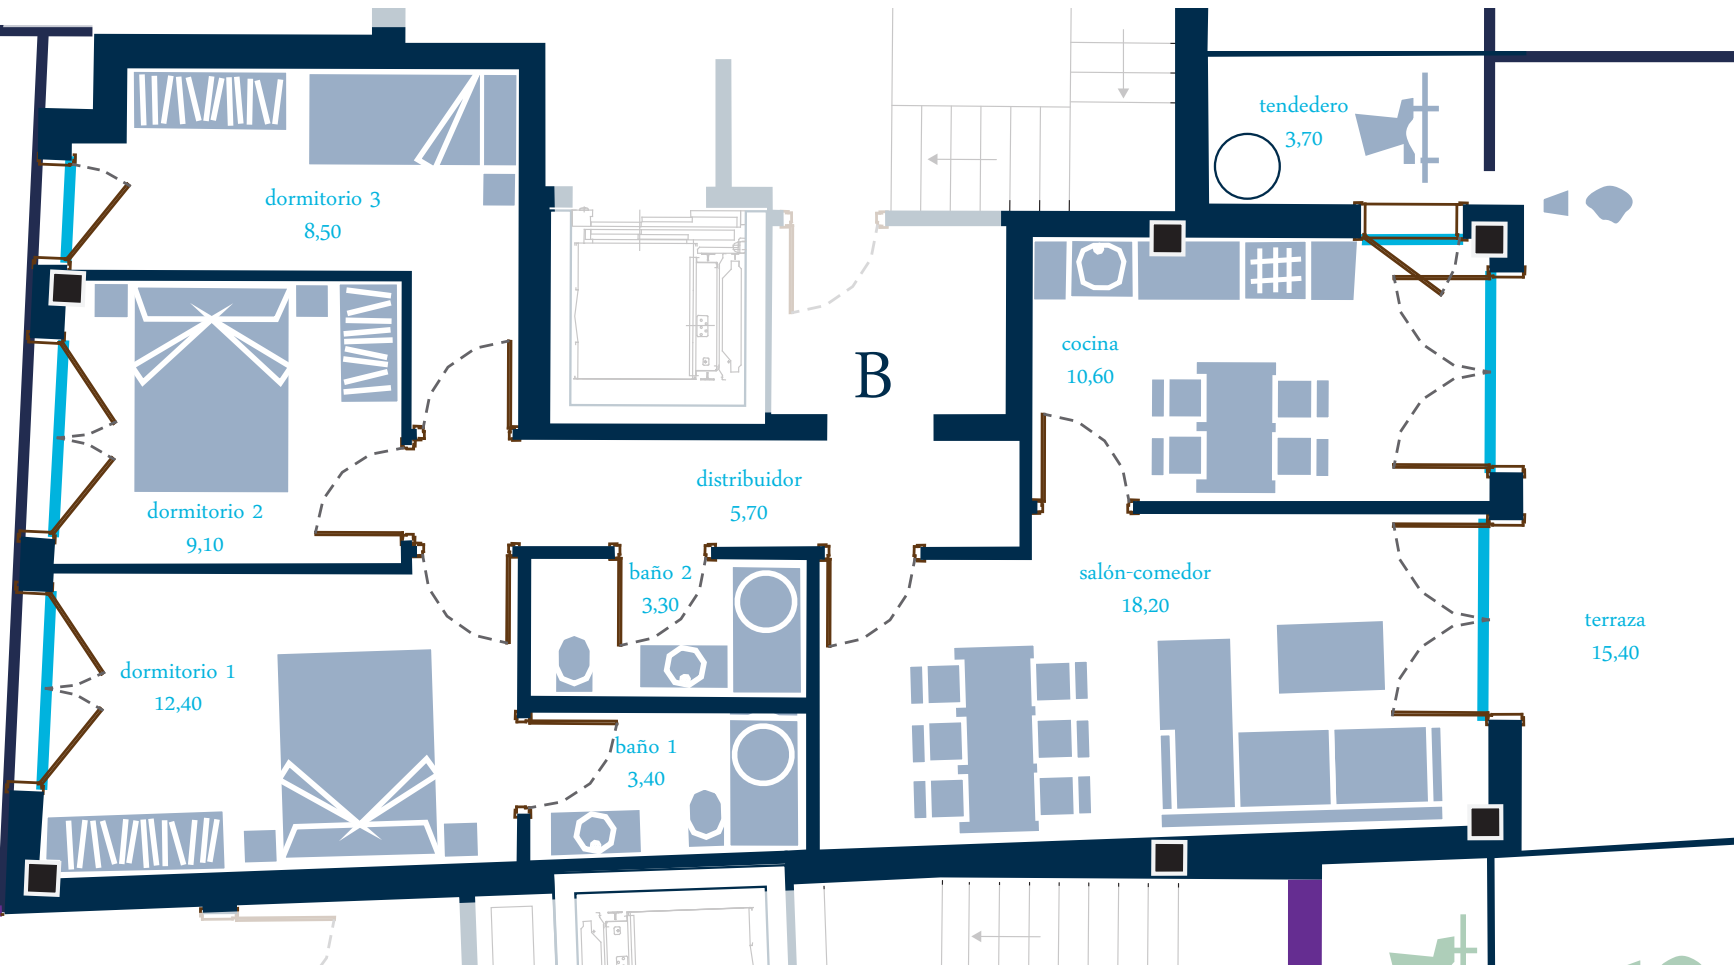 tendedero
3,70
dormitorio 3
8,50
B
cocina
10,60
distribuidor
5,70
dormitorio 2
9,10
baño 2
3,30
salón-comedor
18,20
terraza
15,40
dormitorio 1
12,40
baño 1
3,40